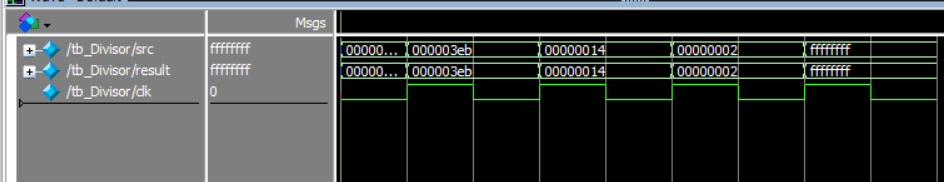 Msgs
/tb_Divisor/src ffffffff 00000... 000003eb 00000014 00000002 ffffffff
/tb_Divisor/result ffffffff 00000... 000003eb 00000014 00000002 ffffffff
/tb_Divisor/clk 0